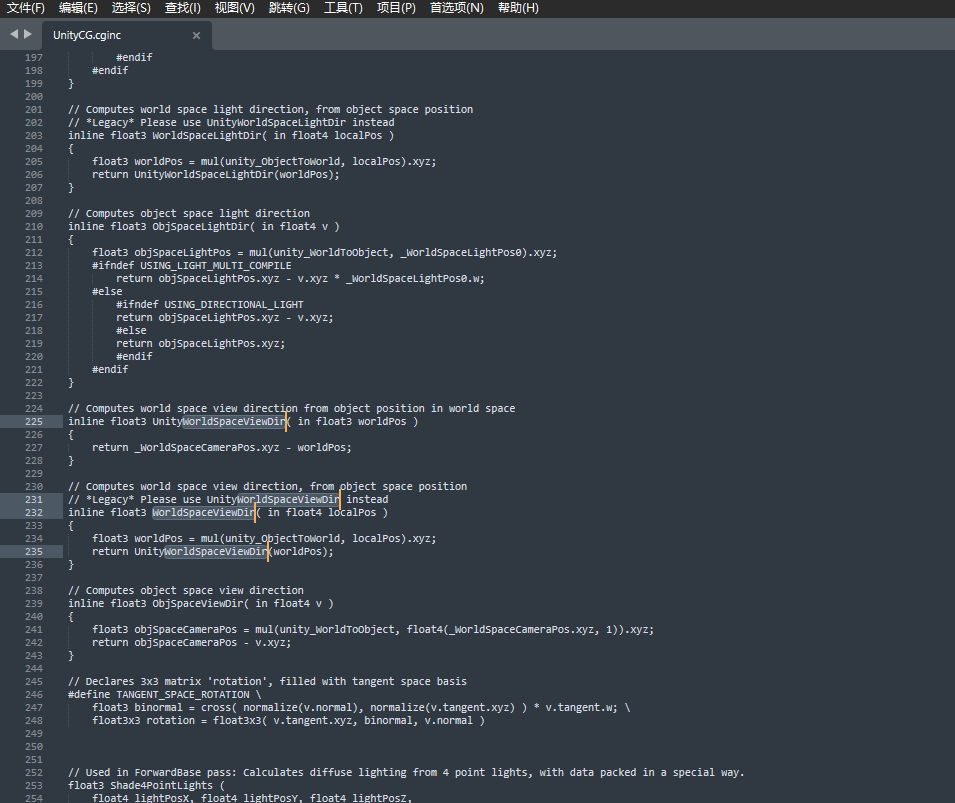 文件(F) 编辑(E) 选择(S) 查找(I) 视图(V) 跳转(G) 工具(T) 项目(P) 首选项(N) 帮助(H)
UnityCG.cginc ×
197 #endif
198 #endif
199 }
200
201 // Computes world space light direction, from object space position
202 // *Legacy* Please use UnityWorldSpaceLightDir instead
203 inline float3 WorldSpaceLightDir( in float4 localPos )
204 {
205 float3 worldPos = mul(unity_ObjectToWorld, localPos).xyz;
206 return UnityWorldSpaceLightDir(worldPos);
207 }
208
209 // Computes object space light direction
210 inline float3 ObjSpaceLightDir( in float4 v )
211 {
212 float3 objSpaceLightPos = mul(unity_WorldToObject, _WorldSpaceLightPos0).xyz;
213 #ifndef USING_LIGHT_MULTI_COMPILE
214 return objSpaceLightPos.xyz - v.xyz * _WorldSpaceLightPos0.w;
215 #else
216 #ifndef USING_DIRECTIONAL_LIGHT
217 return objSpaceLightPos.xyz - v.xyz;
218 #else
219 return objSpaceLightPos.xyz;
220 #endif
221 #endif
222 }
223
224 // Computes world space view direction from object position in world space
225 inline float3 UnityWorldSpaceViewDir( in float3 worldPos )
226 {
227 return _WorldSpaceCameraPos.xyz - worldPos;
228 }
229
230 // Computes world space view direction, from object space position
231 // *Legacy* Please use UnityWorldSpaceViewDir instead
232 inline float3 WorldSpaceViewDir( in float4 localPos )
233 {
234 float3 worldPos = mul(unity_ObjectToWorld, localPos).xyz;
235 return UnityWorldSpaceViewDir(worldPos);
236 }
237
238 // Computes object space view direction
239 inline float3 ObjSpaceViewDir( in float4 v )
240 {
241 float3 objSpaceCameraPos = mul(unity_WorldToObject, float4(_WorldSpaceCameraPos.xyz, 1)).xyz;
242 return objSpaceCameraPos - v.xyz;
243 }
244
245 // Declares 3x3 matrix 'rotation', filled with tangent space basis
246 #define TANGENT_SPACE_ROTATION \
247 float3 binormal = cross( normalize(v.normal), normalize(v.tangent.xyz) ) * v.tangent.w; \
248 float3x3 rotation = float3x3( v.tangent.xyz, binormal, v.normal )
249
250
251
252 // Used in ForwardBase pass: Calculates diffuse lighting from 4 point lights, with data packed in a special way.
253 float3 Shade4PointLights (
254 float4 lightPosX, float4 lightPosY, float4 lightPosZ,